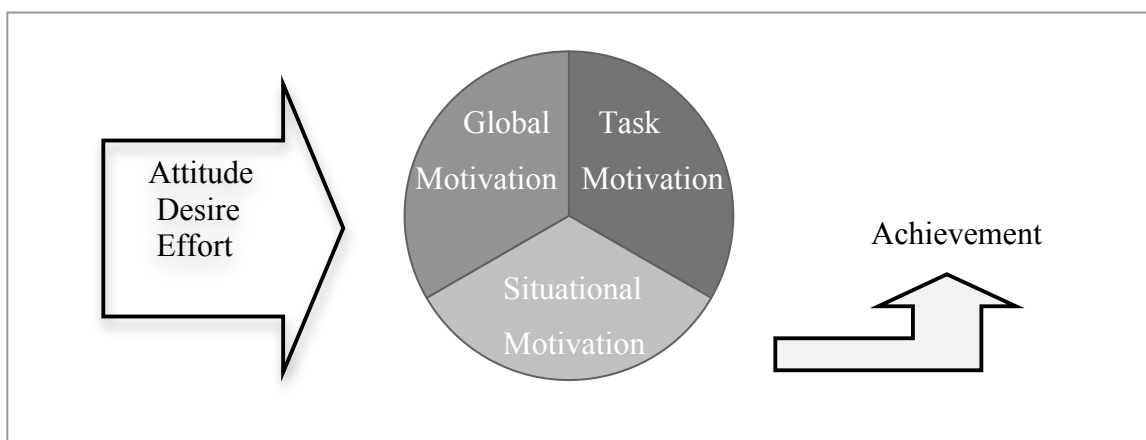 Attitude
Desire
Effort
Global
Motivation
Task
Motivation
Situational
Motivation
Achievement